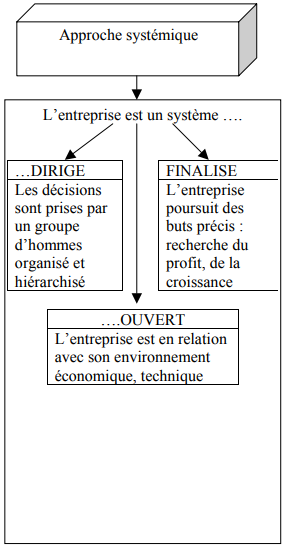 Approche systémique
L'entreprise est un système ….
…DIRIGE
Les décisions
sont prises par
un groupe
d'hommes
organisé et
hiérarchisé
FINALISE
L'entreprise
poursuit des
buts précis :
recherche du
profit, de la
croissance
….OUVERT
L'entreprise est en relation
avec son environnement
économique, technique